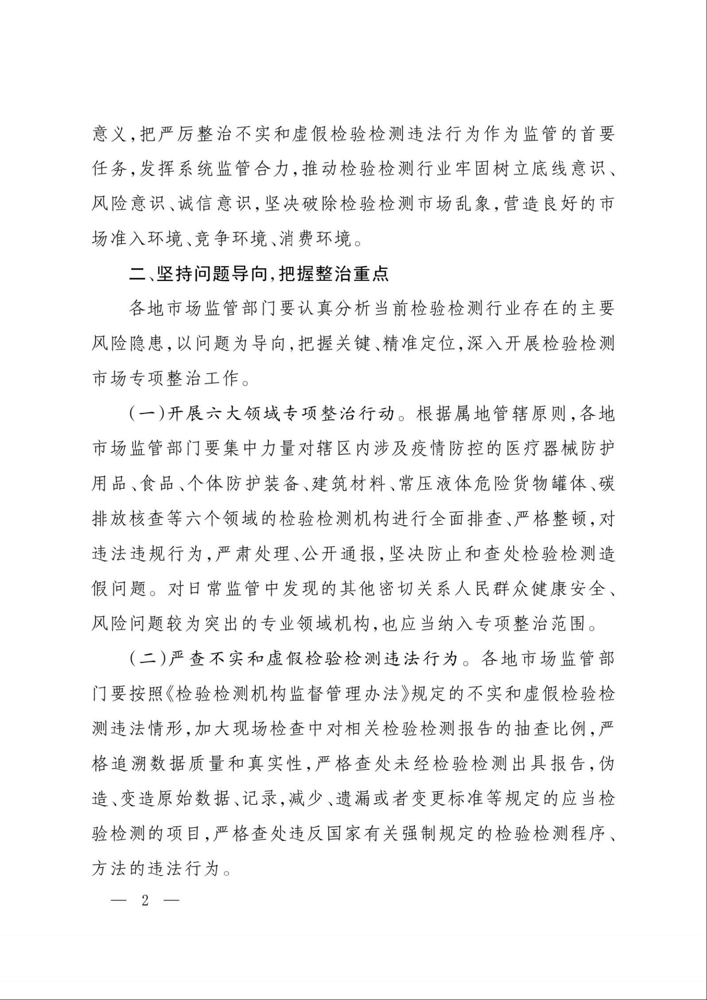 意义,把严厉整治不实和虚假检验检测违法行为作为监管的首要
任务,发挥系统监管合力,推动检验检测行业牢固树立底线意识、
风险意识、诚信意识,坚决破除检验检测市场乱象,营造良好的市
场准入环境、竞争环境、消费环境。
二、坚持问题导向,把握整治重点
各地市场监管部门要认真分析当前检验检测行业存在的主要
风险隐患,以问题为导向,把握关键、精准定位,深入开展检验检测
市场专项整治工作。
(一)开展六大领域专项整治行动。根据属地管辖原则,各地
市场监管部门要集中力量对辖区内涉及疫情防控的医疗器械防护
用品、食品、个体防护装备、建筑材料、常压液体危险货物罐体、碳
排放核查等六个领域的检验检测机构进行全面排查、严格整顿,对
违法违规行为,严肃处理、公开通报,坚决防止和查处检验检测造
假问题。对日常监管中发现的其他密切关系人民群众健康安全、
风险问题较为突出的专业领域机构,也应当纳入专项整治范围。
(二)严查不实和虚假检验检测违法行为。各地市场监管部
门要按照《检验检测机构监督管理办法》规定的不实和虚假检验检
测违法情形,加大现场检查中对相关检验检测报告的抽查比例,严
格追溯数据质量和真实性,严格查处未经检验检测出具报告,伪
造、变造原始数据、记录,减少、遗漏或者变更标准等规定的应当检
验检测的项目,严格查处违反国家有关强制规定的检验检测程序、
方法的违法行为。
— 2 —